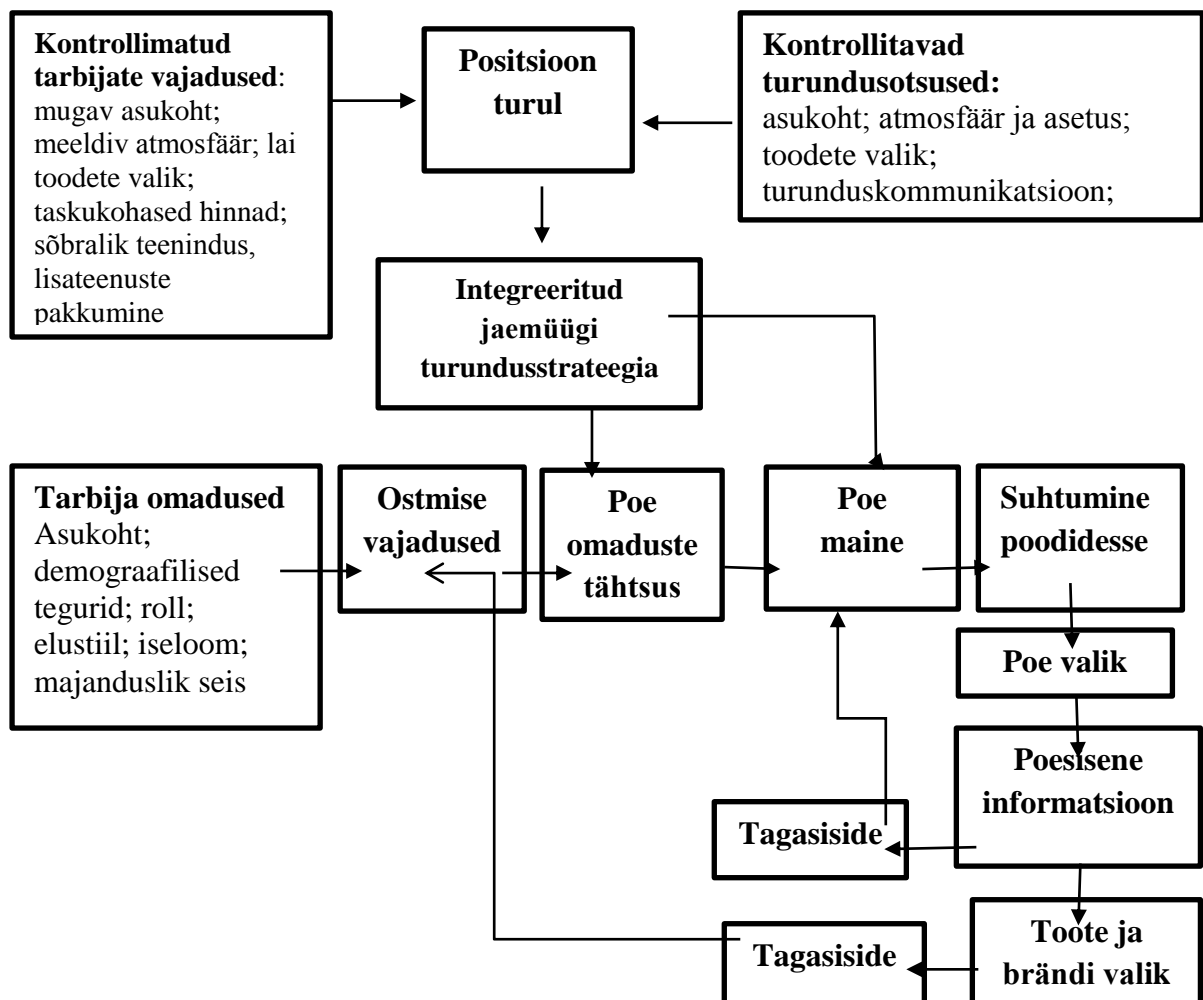 Kontrollimatud
tarbijate vajadused:
mugav asukoht;
meeldiv atmosfäär; lai
toodete valik;
taskukohased hinnad;
sõbralik teenindus,
lisateenuste
pakkumine
Positsioon
turul
Kontrollitavad
turundusotsused:
asukoht; atmosfäär ja asetus;
toodete valik;
turunduskommunikatsioon;
Integreeritud
jaemüügi
turundusstrateegia
Tarbija omadused
Asukoht;
demograafilised
tegurid; roll;
elustiil; iseloom;
majanduslik seis
Ostmise
vajadused
Poe
omaduste
tähtsus
Poe
maine
Suhtumine
poodidesse
Poe valik
Poesisene
informatsioon
Tagasiside
Toote ja
brändi valik
Tagasiside